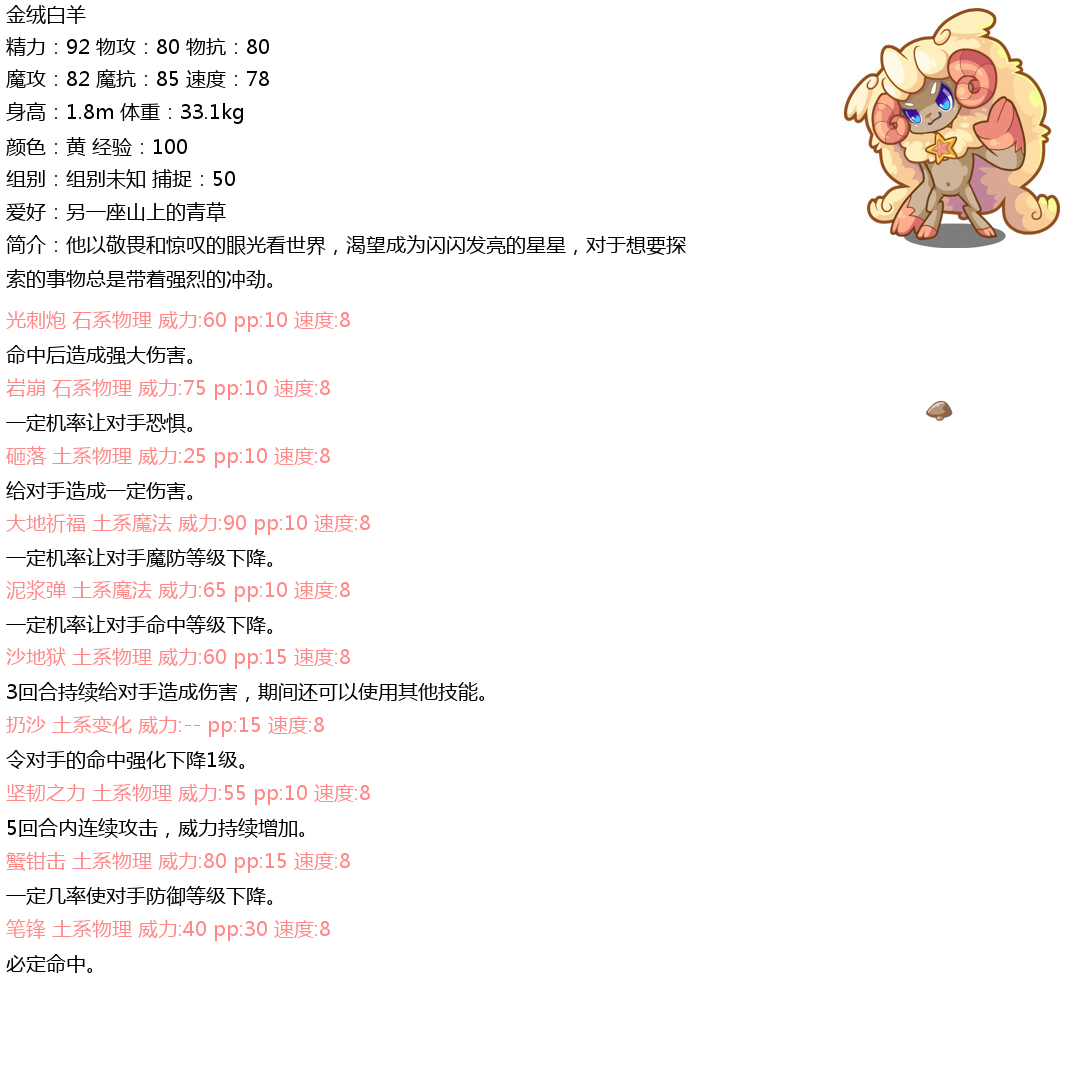 金绒白羊
精力：92 物攻：80 物抗：80
魔攻：82 魔抗：85 速度：78
身高：1.8m 体重：33.1kg
颜色：黄 经验：100
组别：组别未知 捕捉：50
爱好：另一座山上的青草
简介：他以敬畏和惊叹的眼光看世界，渴望成为闪闪发亮的星星，对于想要探
索的事物总是带着强烈的冲劲。
光刺炮 石系物理 威力:60 pp:10 速度:8
命中后造成强大伤害。
岩崩 石系物理 威力:75 pp:10 速度:8
一定机率让对手恐惧。
砸落 土系物理 威力:25 pp:10 速度:8
给对手造成一定伤害。
大地祈福 土系魔法 威力:90 pp:10 速度:8
一定机率让对手魔防等级下降。
泥浆弹 土系魔法 威力:65 pp:10 速度:8
一定机率让对手命中等级下降。
沙地狱 土系物理 威力:60 pp:15 速度:8
3回合持续给对手造成伤害，期间还可以使用其他技能。
扔沙 土系变化 威力:-- pp:15 速度:8
令对手的命中强化下降1级。
坚韧之力 土系物理 威力:55 pp:10 速度:8
5回合内连续攻击，威力持续增加。
蟹钳击 土系物理 威力:80 pp:15 速度:8
一定几率使对手防御等级下降。
笔锋 土系物理 威力:40 pp:30 速度:8
必定命中。